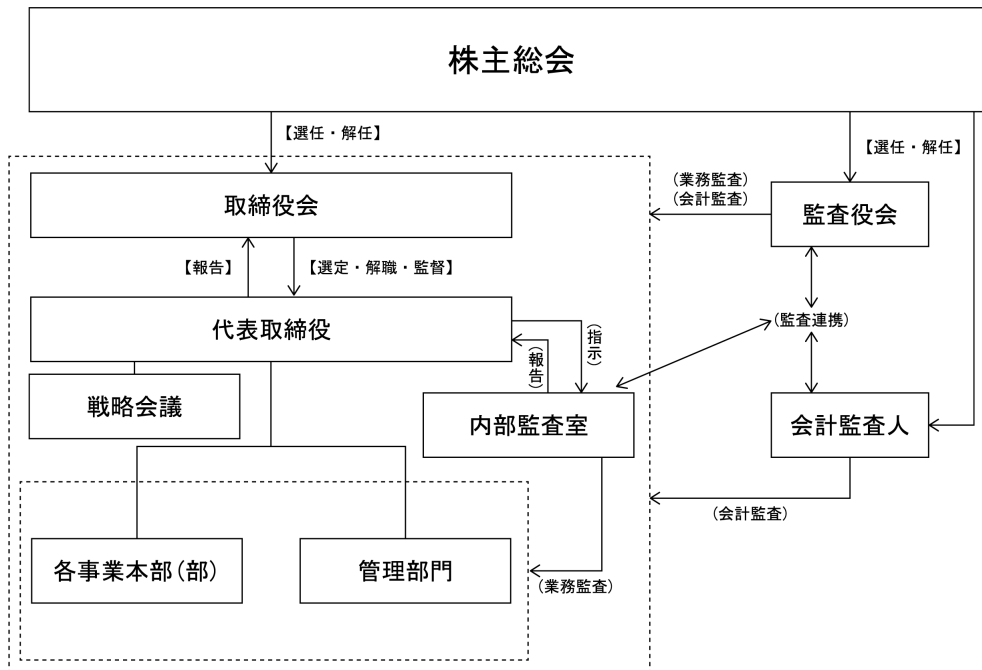 株主総会
【選任・解任】
【選任・解任】
取締役会
(業務監査)
(会計監査)
監査役会
【報告】
【選定・解職・監督】
代表取締役
(指示)
(報告)
(監査連携)
戦略会議
内部監査室
会計監査人
(会計監査)
各事業本部(部)
管理部門
(業務監査)